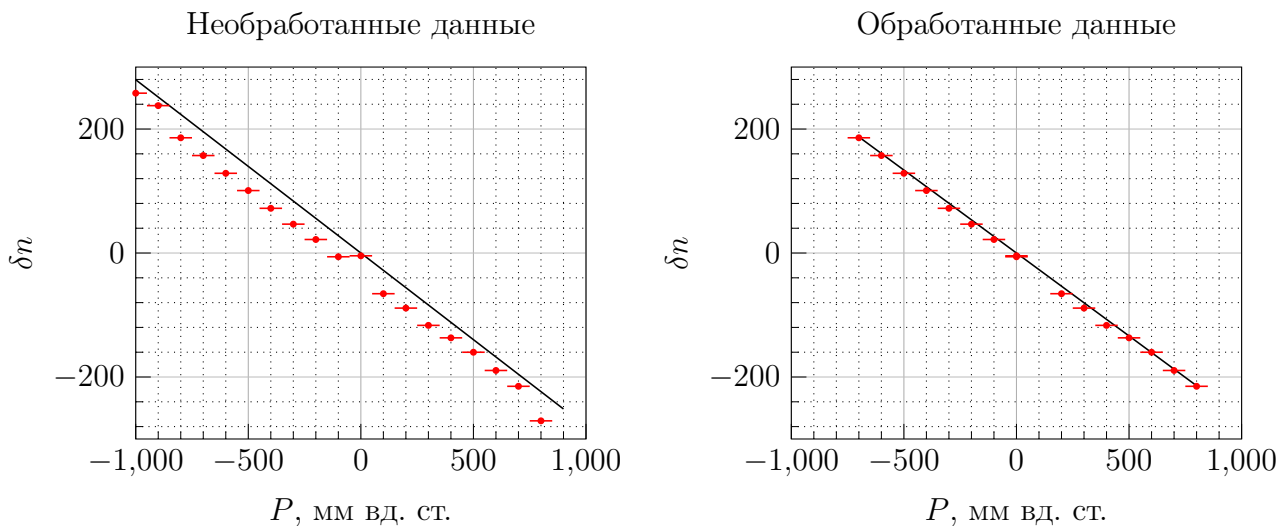 Необработанные данные
200
0
−200
δn
−1,000 −500 0 500 1,000
P, мм вд. ст.
Обработанные данные
200
0
−200
δn
−1,000 −500 0 500 1,000
P, мм вд. ст.